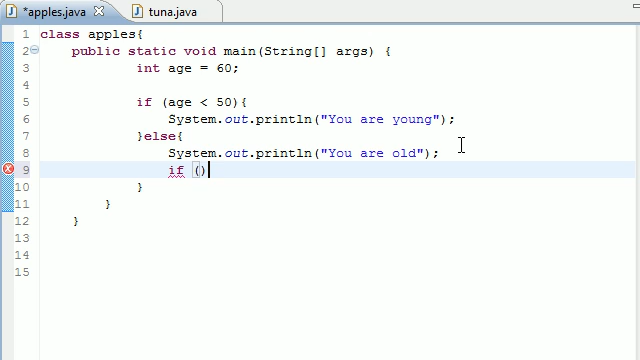 *apples.java
tuna.java
1 class apples{
2 public static void main(String[] args) {
3 int age = 60;
4
5 if (age < 50){
6 System.out.println("You are young");
7 }else{
8 System.out.println("You are old");
9 if ()
10 }
11 }
12 }
13
14
15